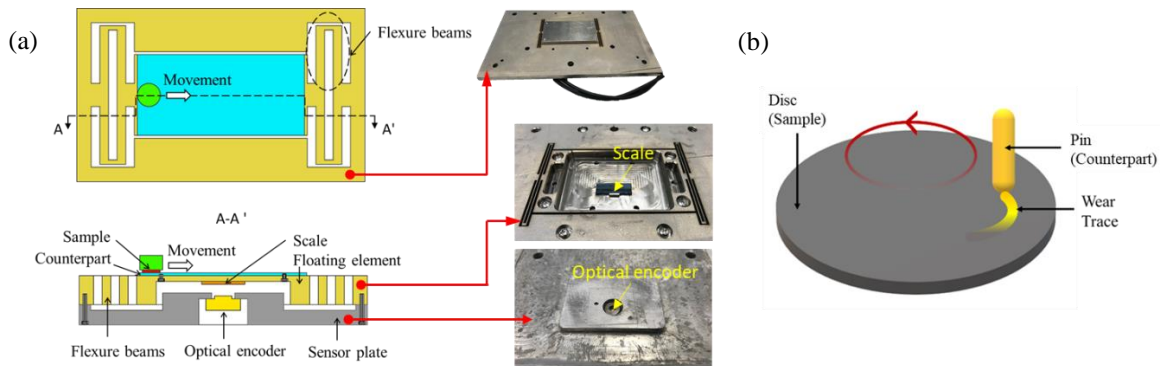 (a)
Flexure beams
Movement
A
A'
A-A '
Sample
Counterpart
Movement
Scale
Floating element
Flexure beams
Optical encoder
Sensor plate
Scale
Optical encoder
(b)
Disc
(Sample)
Pin
(Counterpart)
Wear
Trace